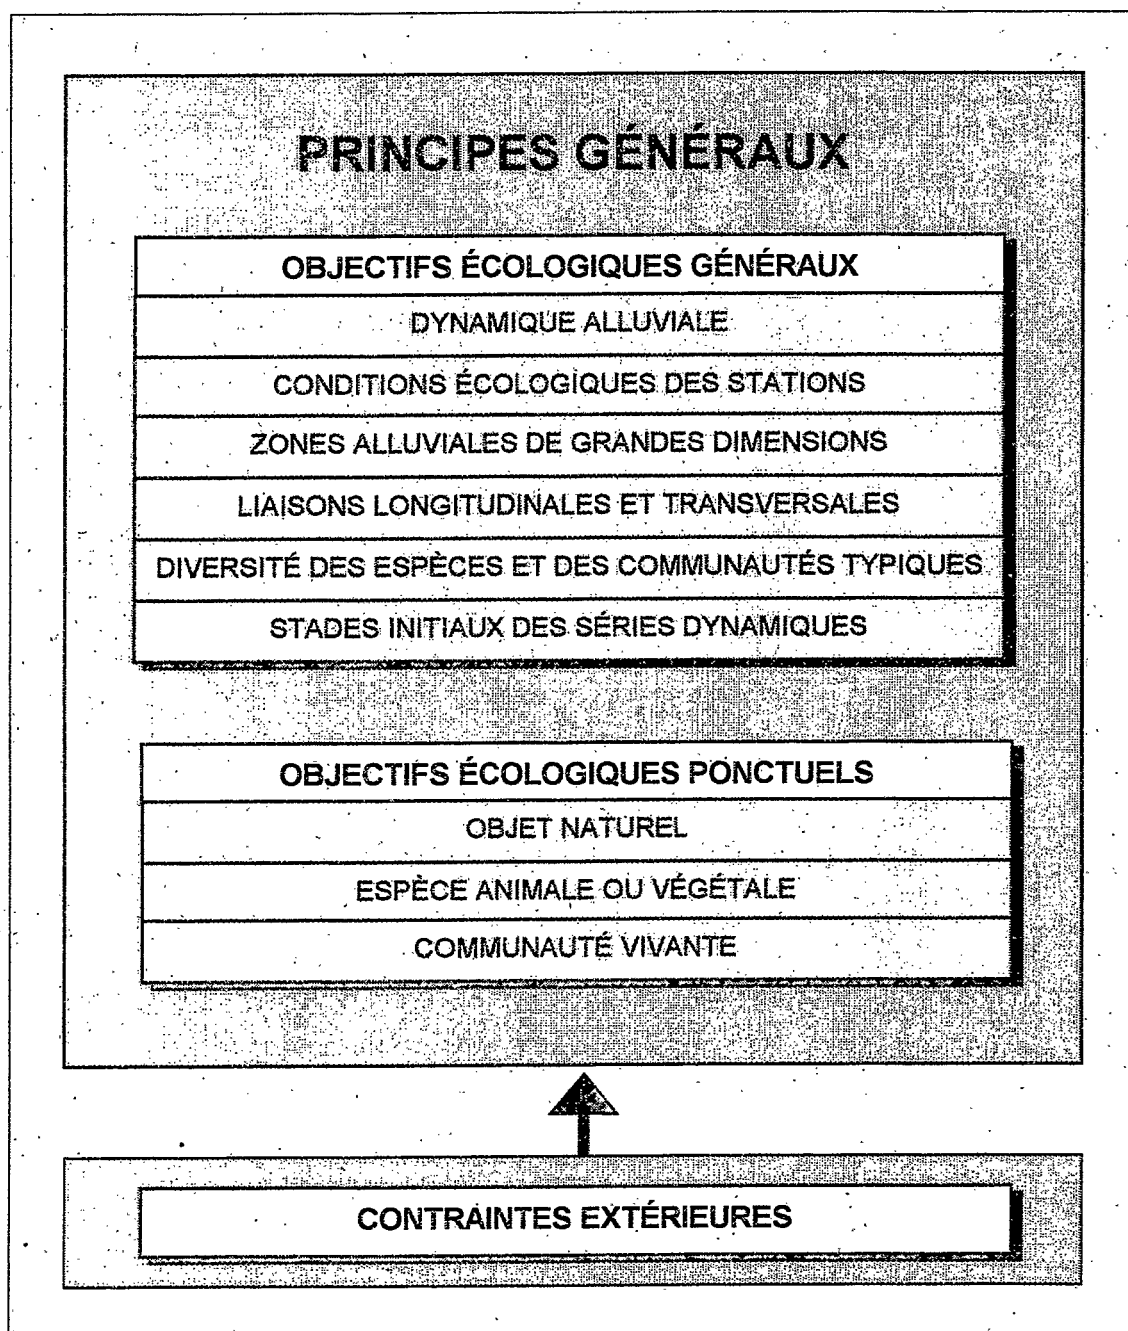 PRINCIPES GÉNÉRAUX
OBJECTIFS ÉCOLOGIQUES GÉNÉRAUX
DYNAMIQUE ALLUVIALE
CONDITIONS ÉCOLOGIQUES DES STATIONS
ZONES ALLUVIALES DE GRANDES DIMENSIONS
LIAISONS LONGITUDINALES ET TRANSVERSALES
DIVERSITÉ DES ESPÈCES ET DES COMMUNAUTÉS TYPIQUES
STADES INITIAUX DES SÉRIES DYNAMIQUES
OBJECTIFS ÉCOLOGIQUES PONCTUELS
OBJET NATUREL
ESPÈCE ANIMALE OU VÉGÉTALE
COMMUNAUTÉ VIVANTE
CONTRAINTES EXTÉRIEURES